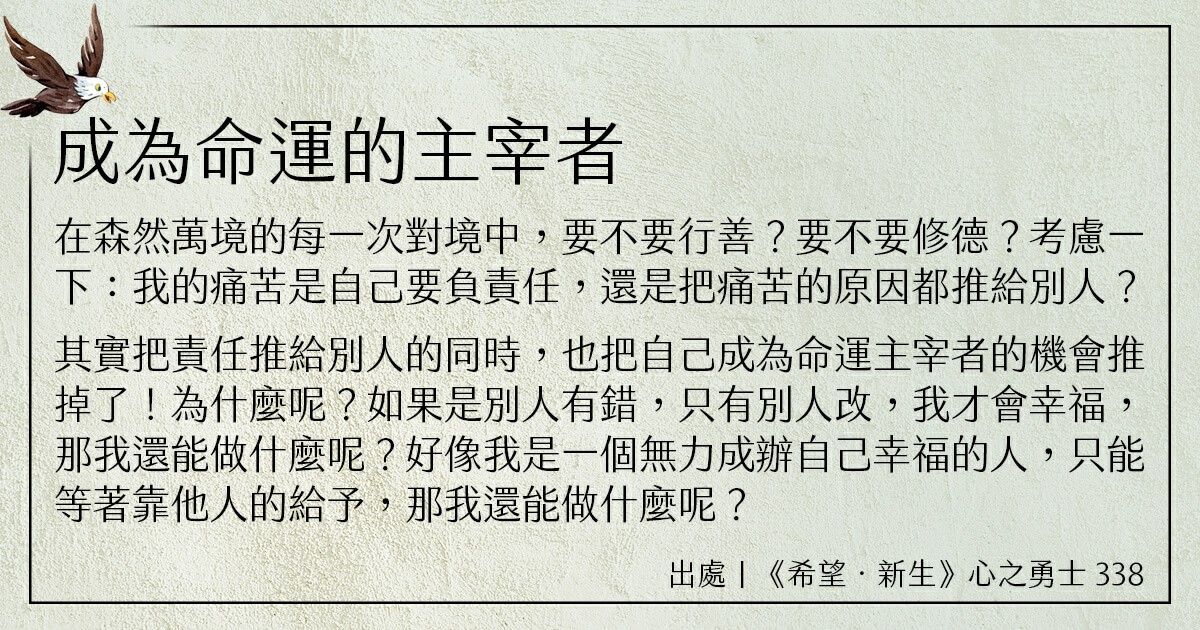 成為命運的主宰者
在森然萬境的每一次對境中，要不要行善？要不要修德？考慮一
下：我的痛苦是自己要負責任，還是把痛苦的原因都推給別人？
其實把責任推給別人的同時，也把自己成為命運主宰者的機會推
掉了！為什麼呢？如果是別人有錯，只有別人改，我才會幸福，
那我還能做什麼呢？好像我是一個無力成辦自己幸福的人，只能
等著靠他人的給予，那我還能做什麼呢？
出處 | 《希望‧新生》心之勇士 338